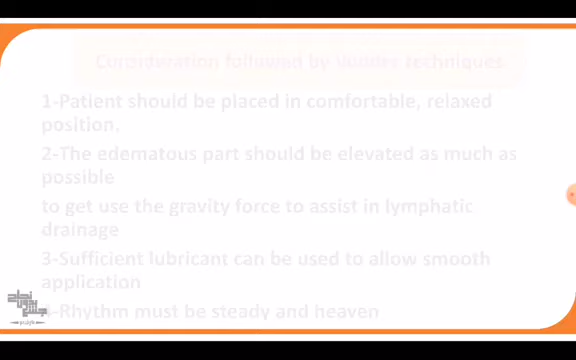 Consideration followed by Vodder techniques
1-Patient should be placed in comfortable, relaxed
position.
2-The edematous part should be elevated as much as
possible
to get use the gravity force to assist in lymphatic
drainage
3-Sufficient lubricant can be used to allow smooth
application
4-Rhythm must be steady and heaven